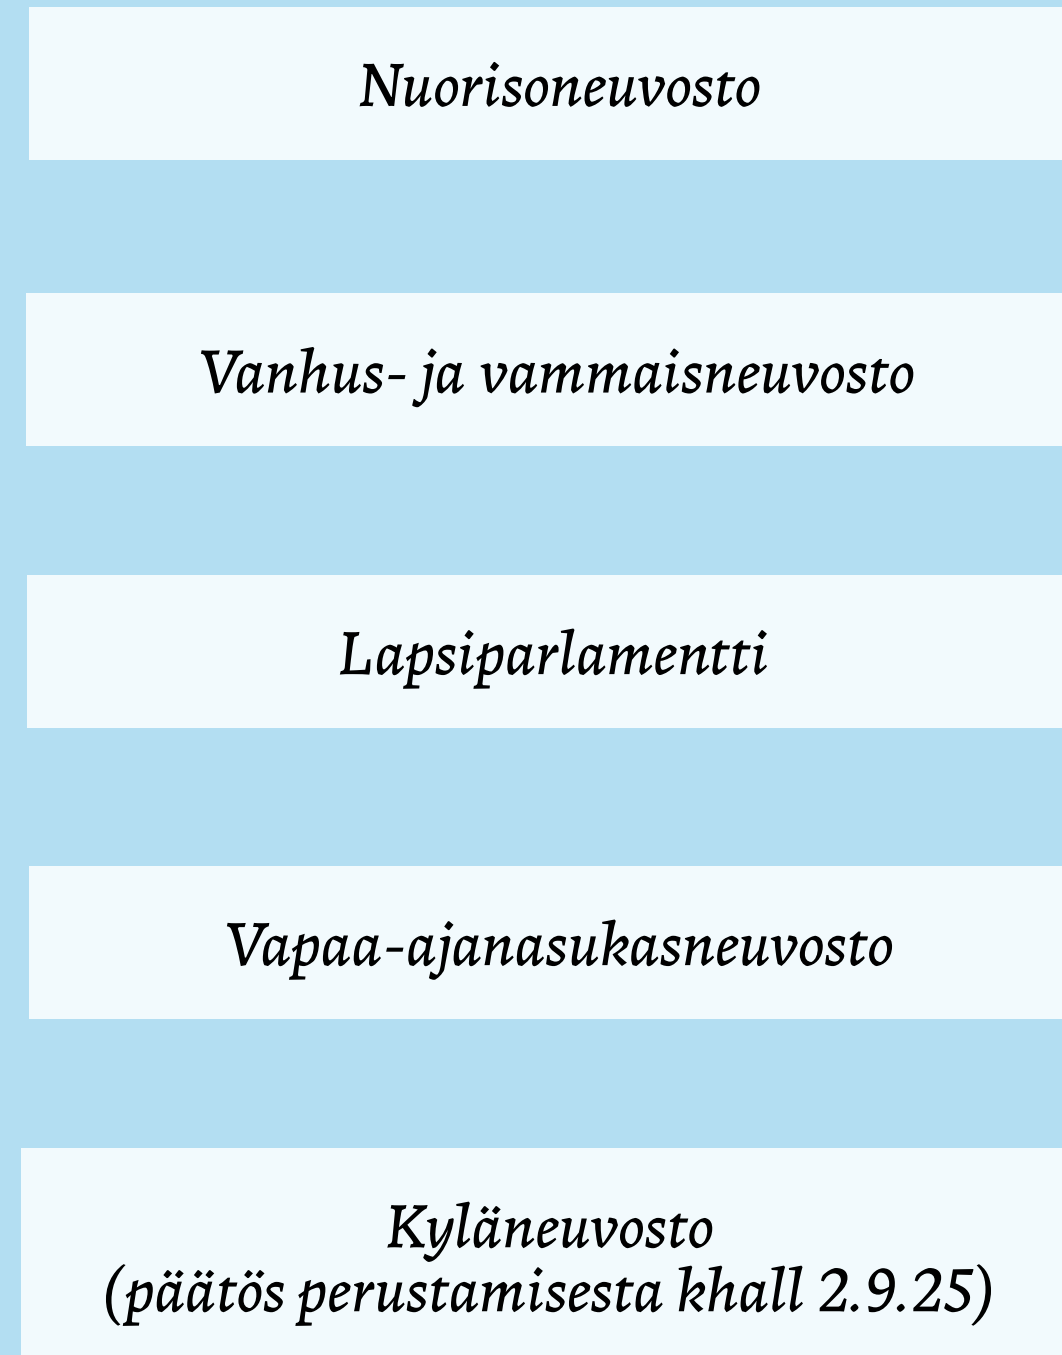 Nuorisoneuvosto
Vanhus- ja vammaisneuvosto
Lapsiparlamentti
Vapaa-ajanasukasneuvosto
Kyläneuvosto
(päätös perustamisesta khall 2.9.25)